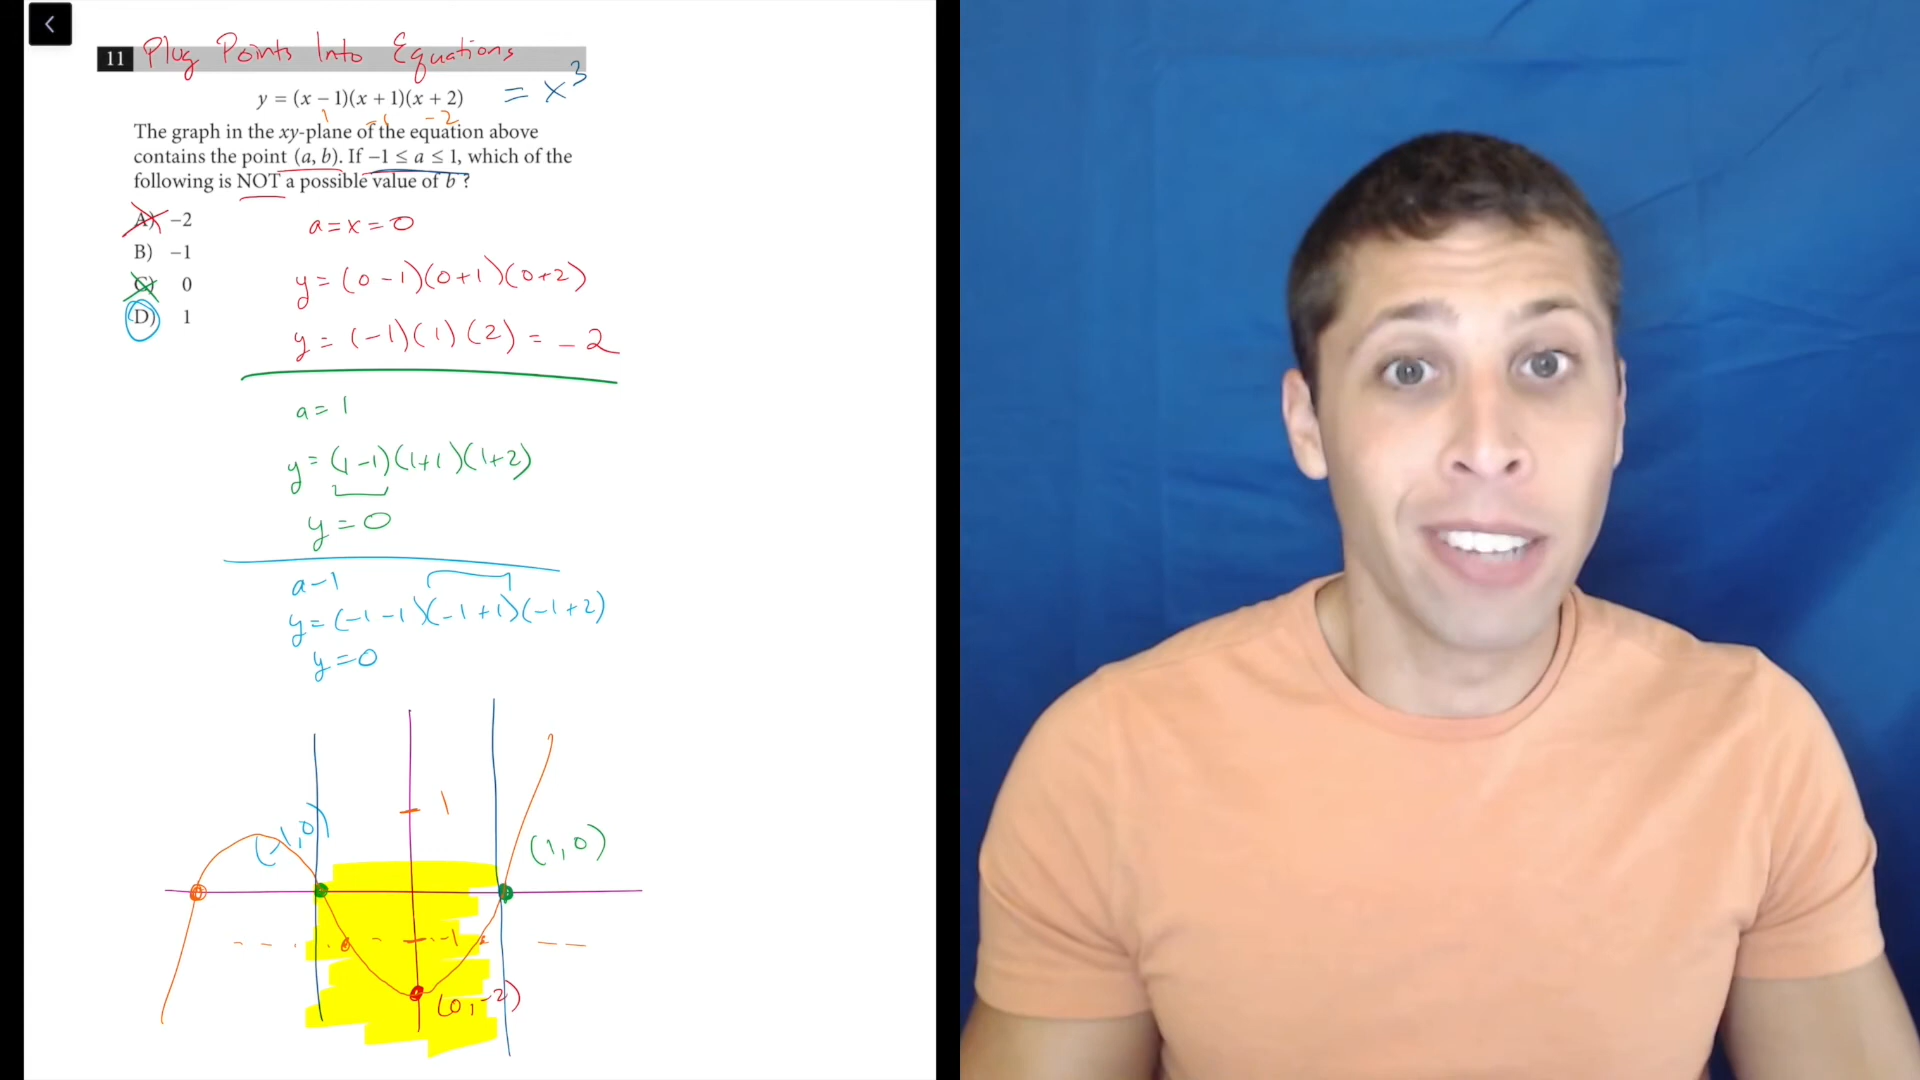 11 Plug Points Into Equations
y = (x − 1)(x + 1)(x + 2) = x³
1 -1 -2
The graph in the xy-plane of the equation above
contains the point (a, b). If −1 ≤ a ≤ 1, which of the
following is NOT a possible value of b ?
A) −2
B) −1
C) 0
D) 1
a = x = 0
y = (0 - 1)(0 + 1)(0 + 2)
y = (-1)(1)(2) = -2
a = 1
y = (1 - 1)(1 + 1)(1 + 2)
y = 0
a - 1
y = (-1 - 1)(-1 + 1)(-1 + 2)
y = 0
1
(-1, 0)
(1, 0)
-1
(0, -2)